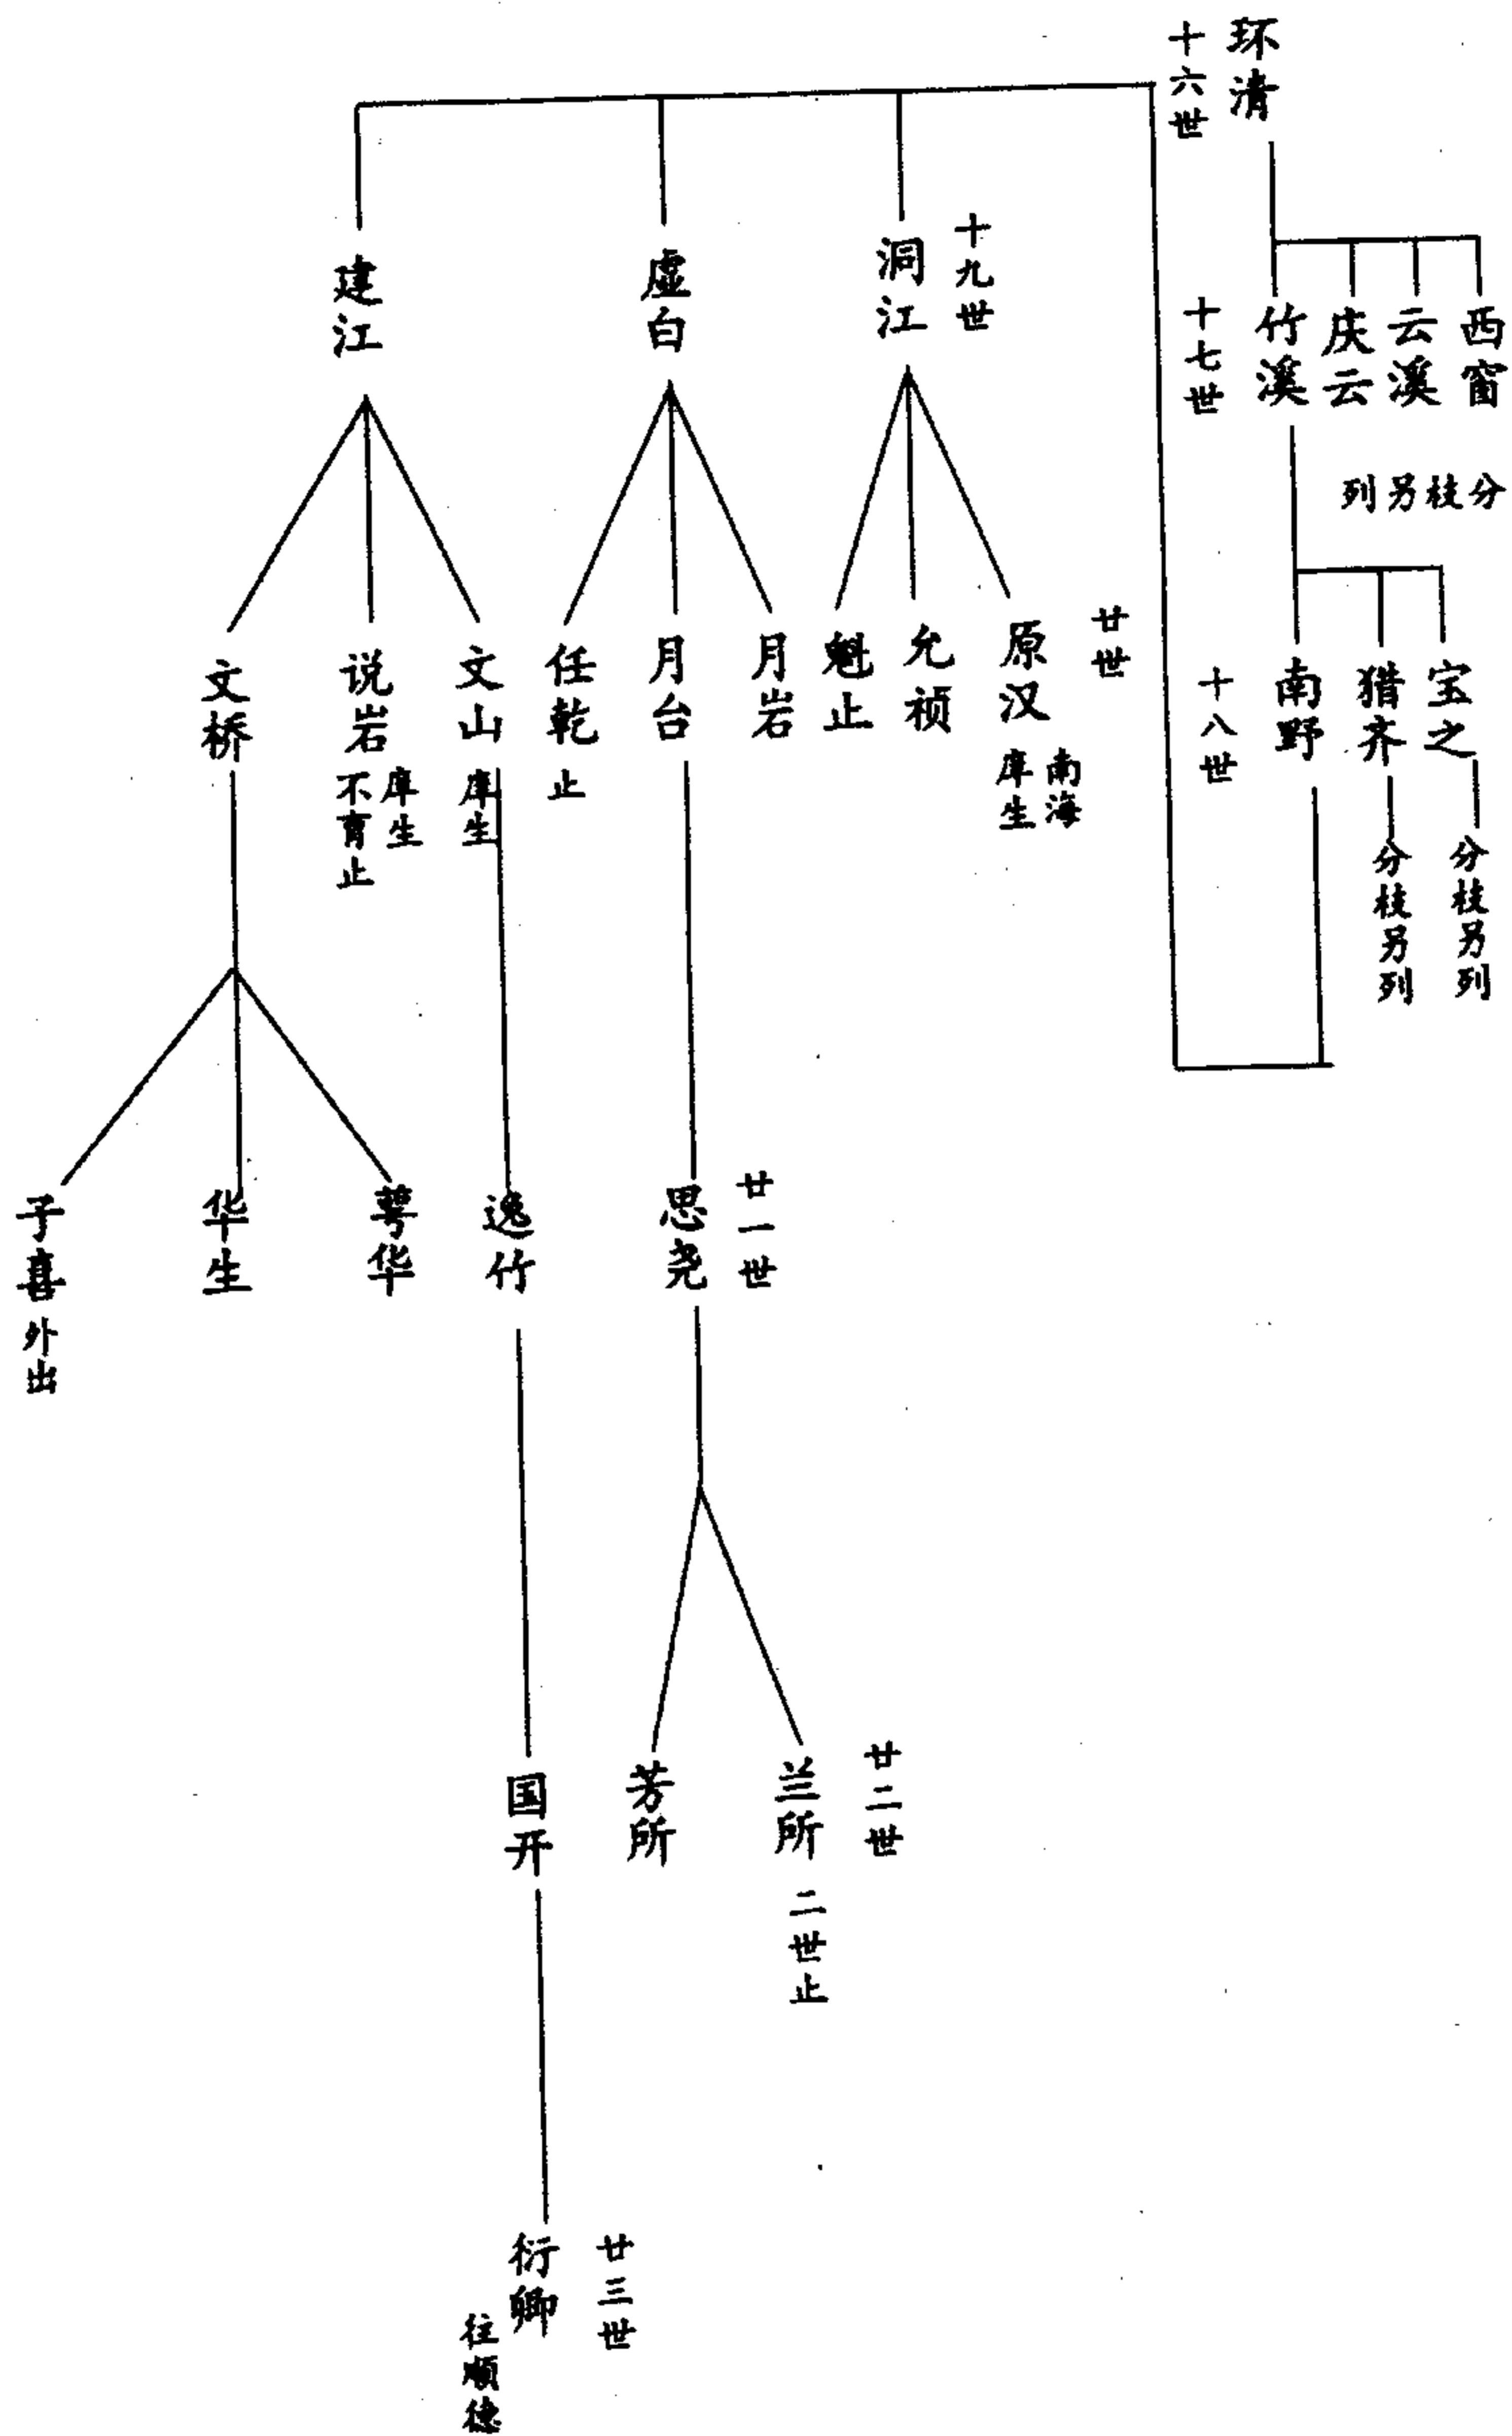 环清
十六世
西窗
云溪
庆云
竹溪
十七世
分枝另列
宝之
分枝另列
猎齐
分枝另列
南野
十八世
十九世
洞江
虚白
建江
廿世
原汉
南海
庠生
允祯
魁止
月岩
月台
任乾
止
文山
庠生
说岩
庠生
不育止
文桥
廿一世
思尧
逸竹
萼华
华生
子喜
外出
廿二世
兰所
二世止
芳所
国开
廿三世
衍卿
往顺德